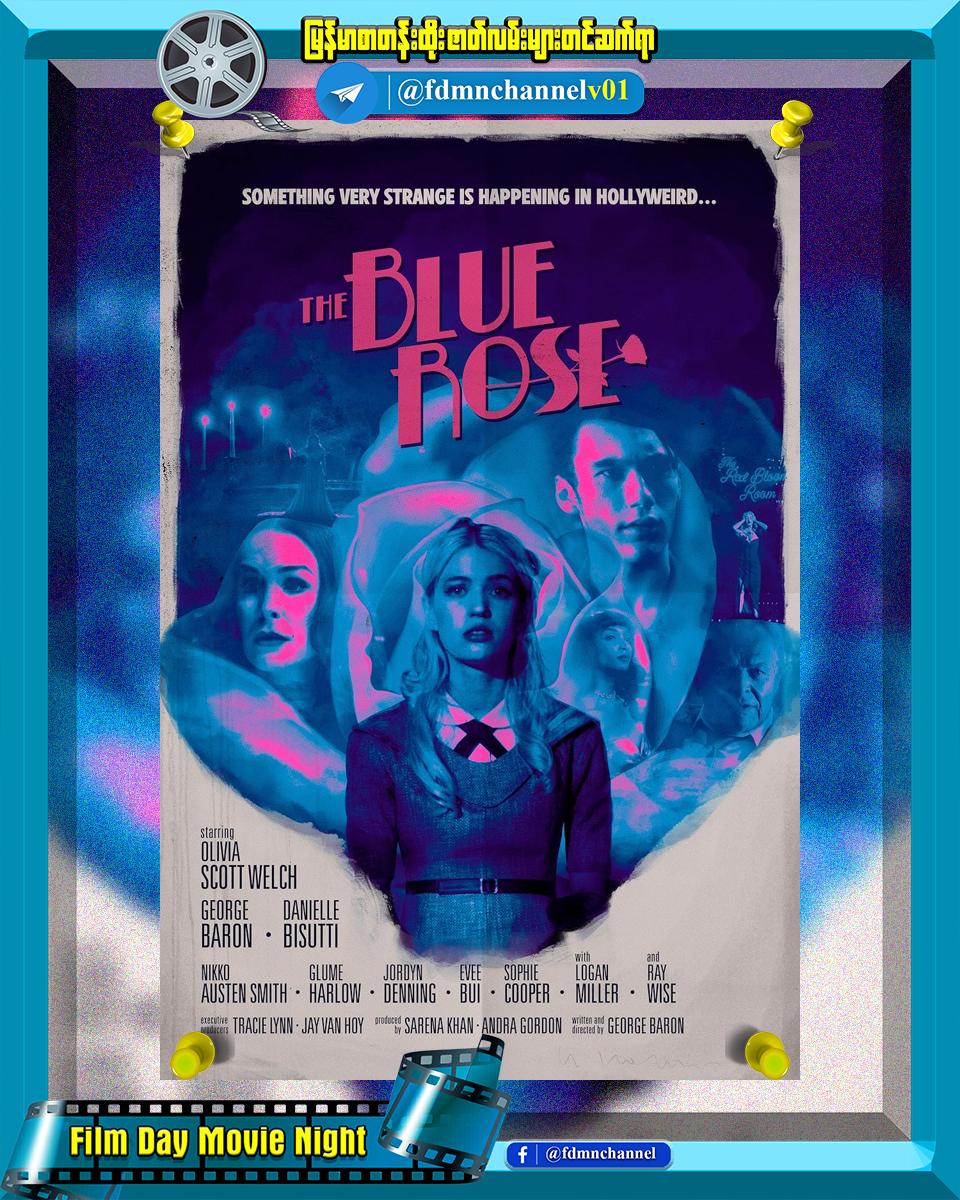 မြန်မာစာတန်းထိုးဇာတ်လမ်းများတင်ဆက်ရာ
@fdmnchannelv01
SOMETHING VERY STRANGE IS HAPPENING IN HOLLYWEIRD...
THE BLUE
ROSE
The
Red Bloom
Room
starring
OLIVIA
SCOTT WELCH
GEORGE
BARON • DANIELLE
BISUTTI
NIKKO
AUSTEN SMITH • GLUME
HARLOW • JORDYN
DENNING • EVEE
BUI • SOPHIE
COOPER • with
LOGAN
MILLER • and
RAY
WISE
executive
producers TRACIE LYNN · JAY VAN HOY produced
by SARENA KHAN · ANDRA GORDON written and
directed by GEORGE BARON
Film Day Movie Night
f @fdmnchannel